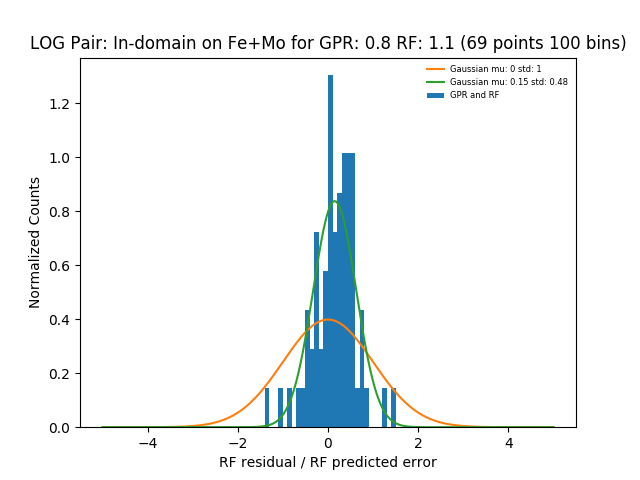 LOG Pair: In-domain on Fe+Mo for GPR: 0.8 RF: 1.1 (69 points 100 bins)
Gaussian mu: 0 std: 1
Gaussian mu: 0.15 std: 0.48
GPR and RF
Normalized Counts
1.2
1.0
0.8
0.6
0.4
0.2
0.0
−4
−2
0
2
4
RF residual / RF predicted error